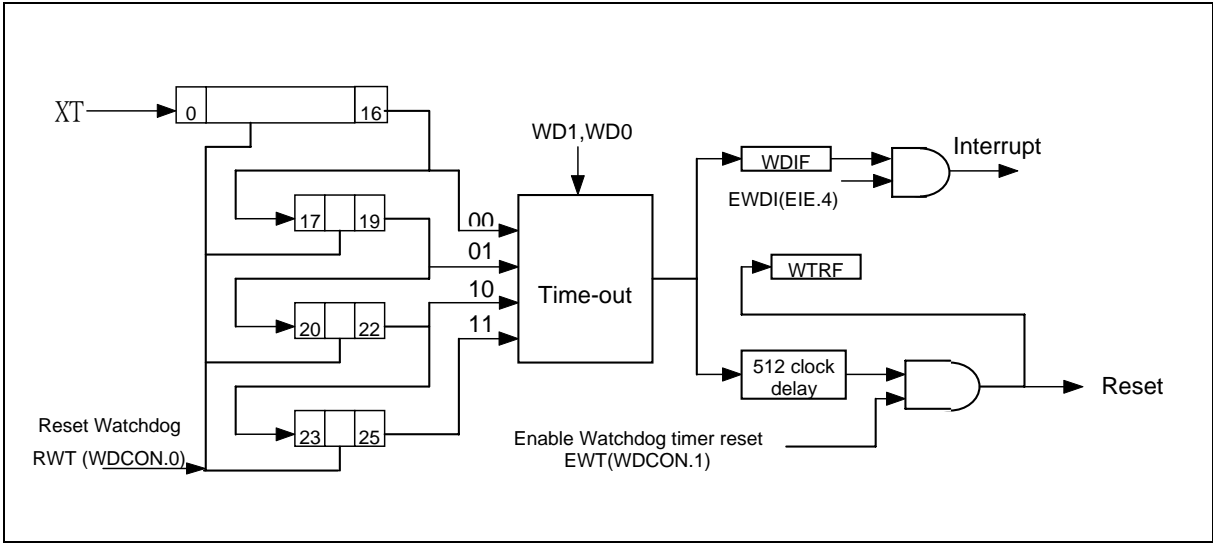 XT
0
16
17
19
20
22
23
25
Reset Watchdog
RWT (WDCON.0)
WD1,WD0
00
01
10
11
Time-out
WDIF
EWDI(EIE.4)
Interrupt
WTRF
512 clock
delay
Reset
Enable Watchdog timer reset
EWT(WDCON.1)